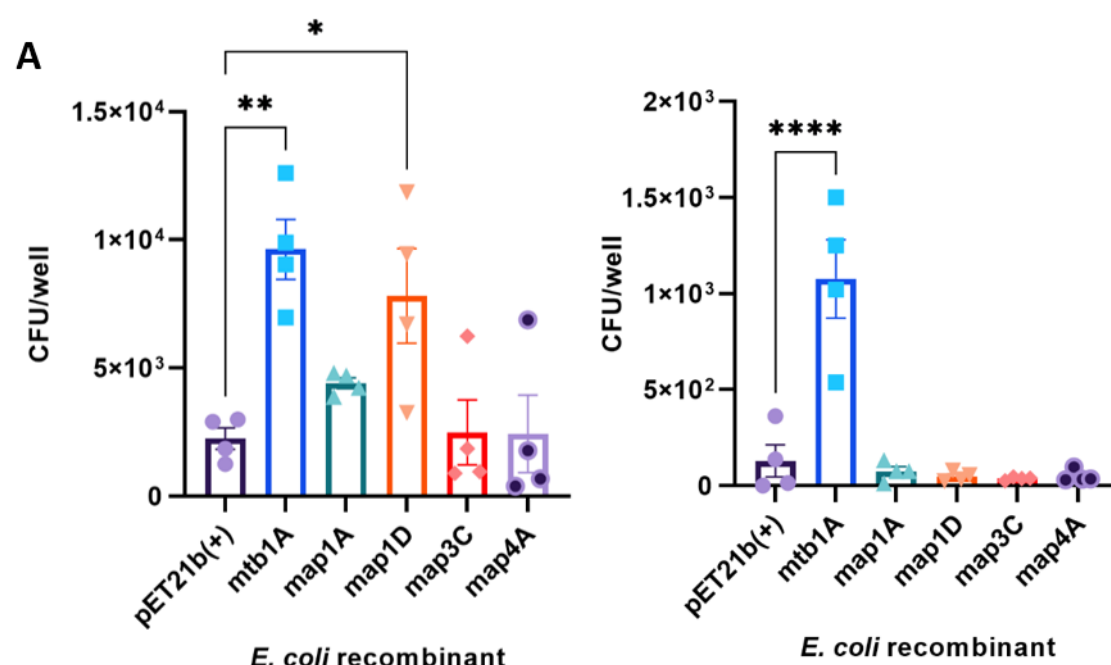 A
*
**
1.5×10⁴
1×10⁴
5×10³
0
CFU/well
pET21b(+)
mtb1A
map1A
map1D
map3C
map4A
E. coli recombinant
****
2×10³
1.5×10³
1×10³
5×10²
0
CFU/well
pET21b(+)
mtb1A
map1A
map1D
map3C
map4A
E. coli recombinant